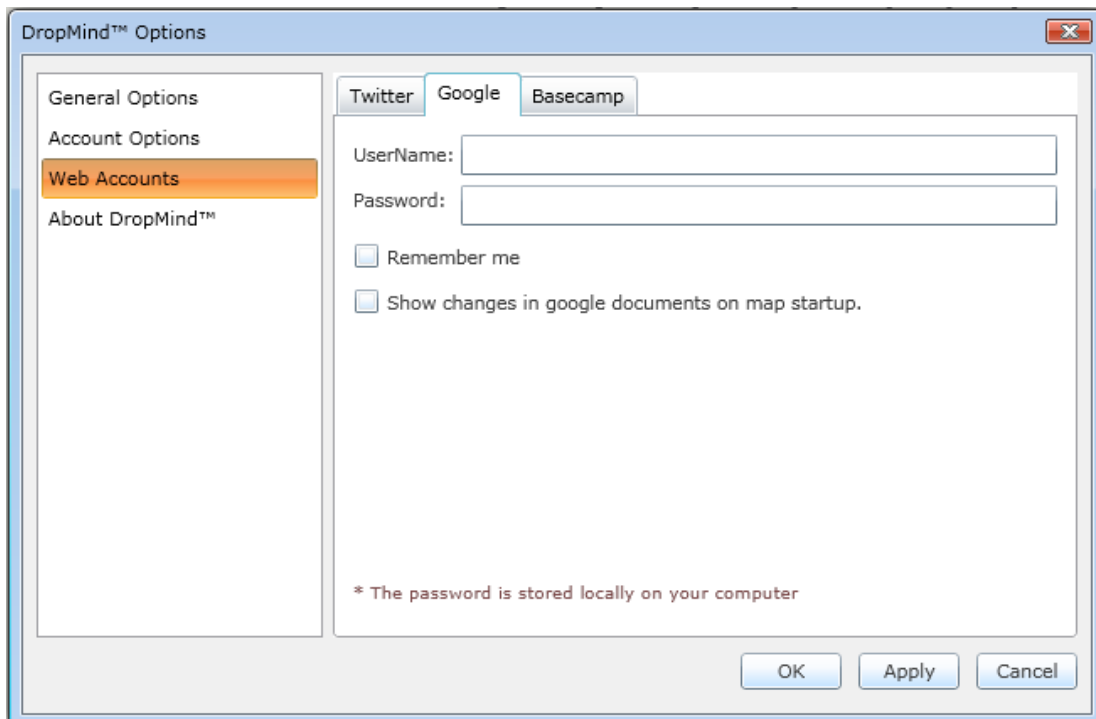 DropMind™ Options
General Options
Account Options
Web Accounts
About DropMind™
Twitter Google Basecamp
UserName:
Password:
Remember me
Show changes in google documents on map startup.
* The password is stored locally on your computer
OK Apply Cancel